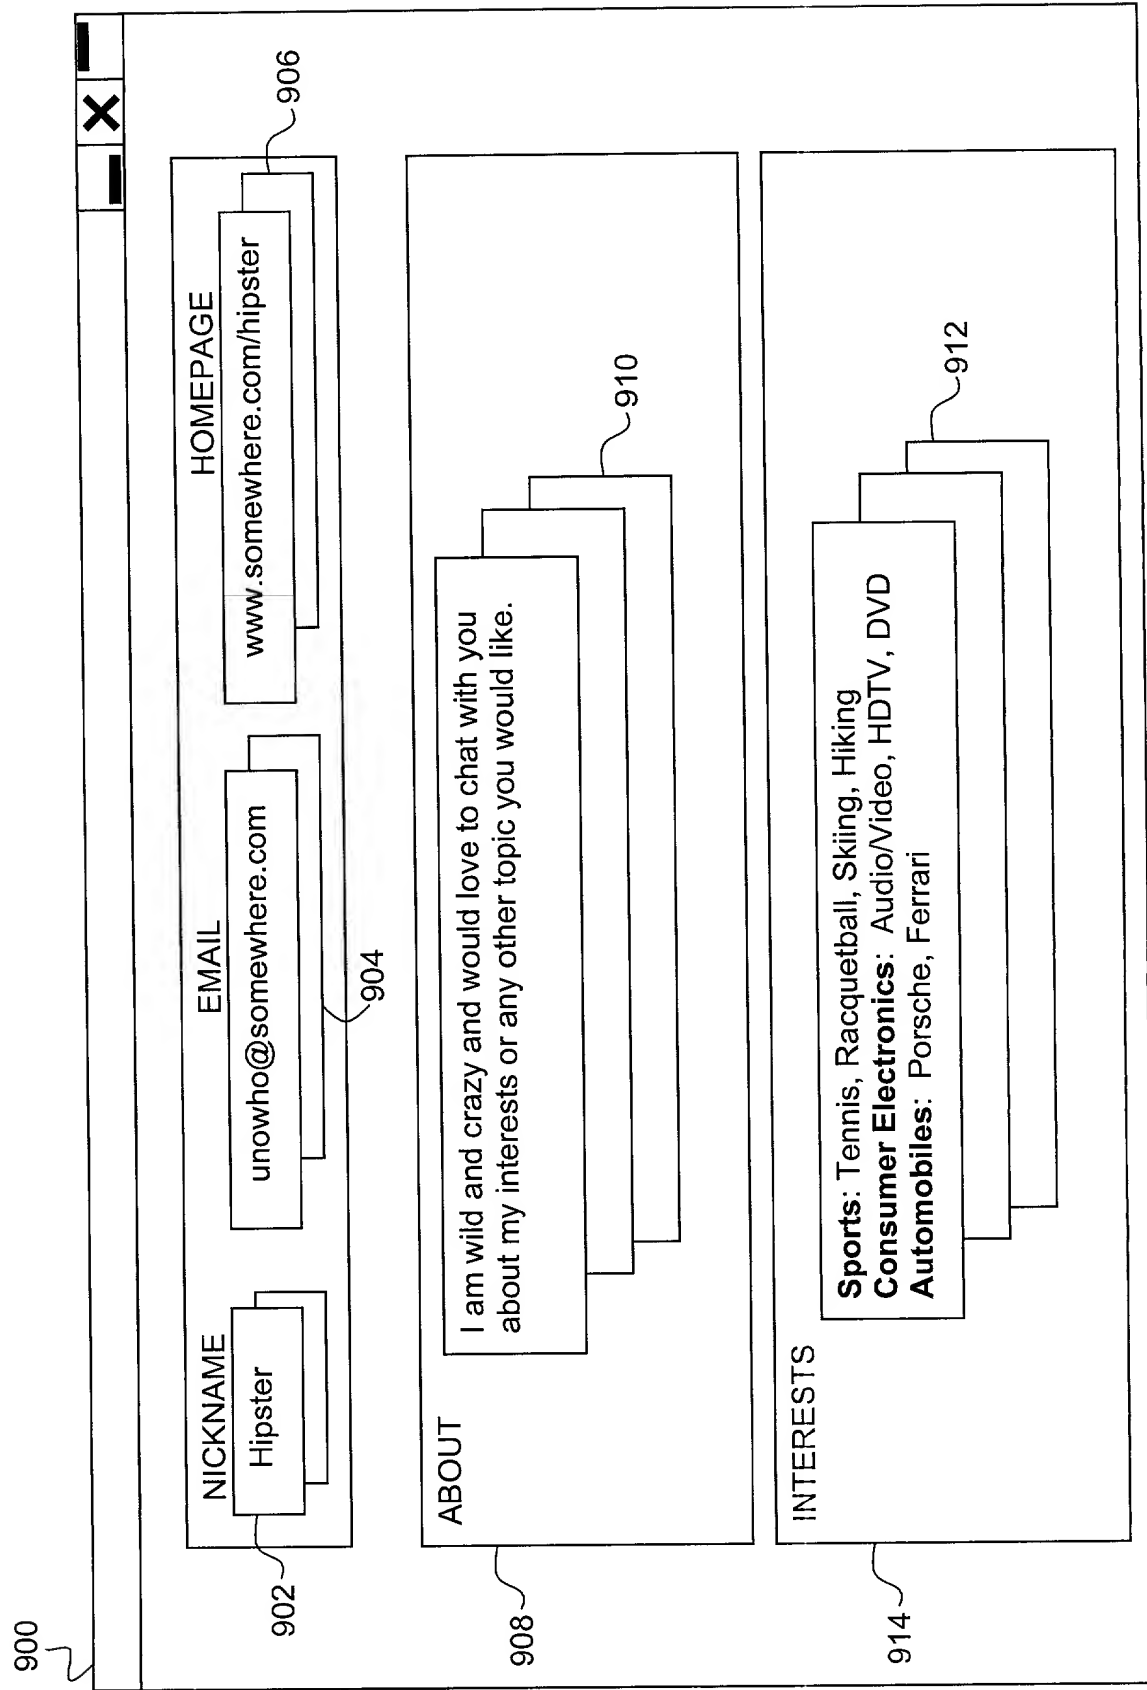 900
NICKNAME
EMAIL
HOMEPAGE
Hipster
unowho@somewhere.com
www.somewhere.com/hipster
902
904
906
ABOUT
I am wild and crazy and would love to chat with you
about my interests or any other topic you would like.
908
910
INTERESTS
Sports: Tennis, Racquetball, Skiing, Hiking
Consumer Electronics: Audio/Video, HDTV, DVD
Automobiles: Porsche, Ferrari
912
914